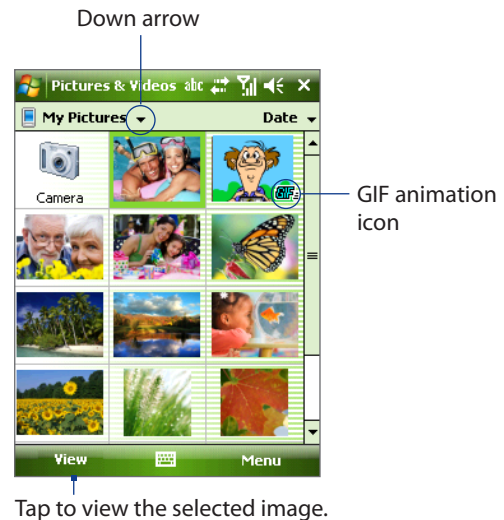 Down arrow
Pictures & Videos abc
My Pictures Date
Camera
GIF
GIF animation
icon
View Menu
Tap to view the selected image.